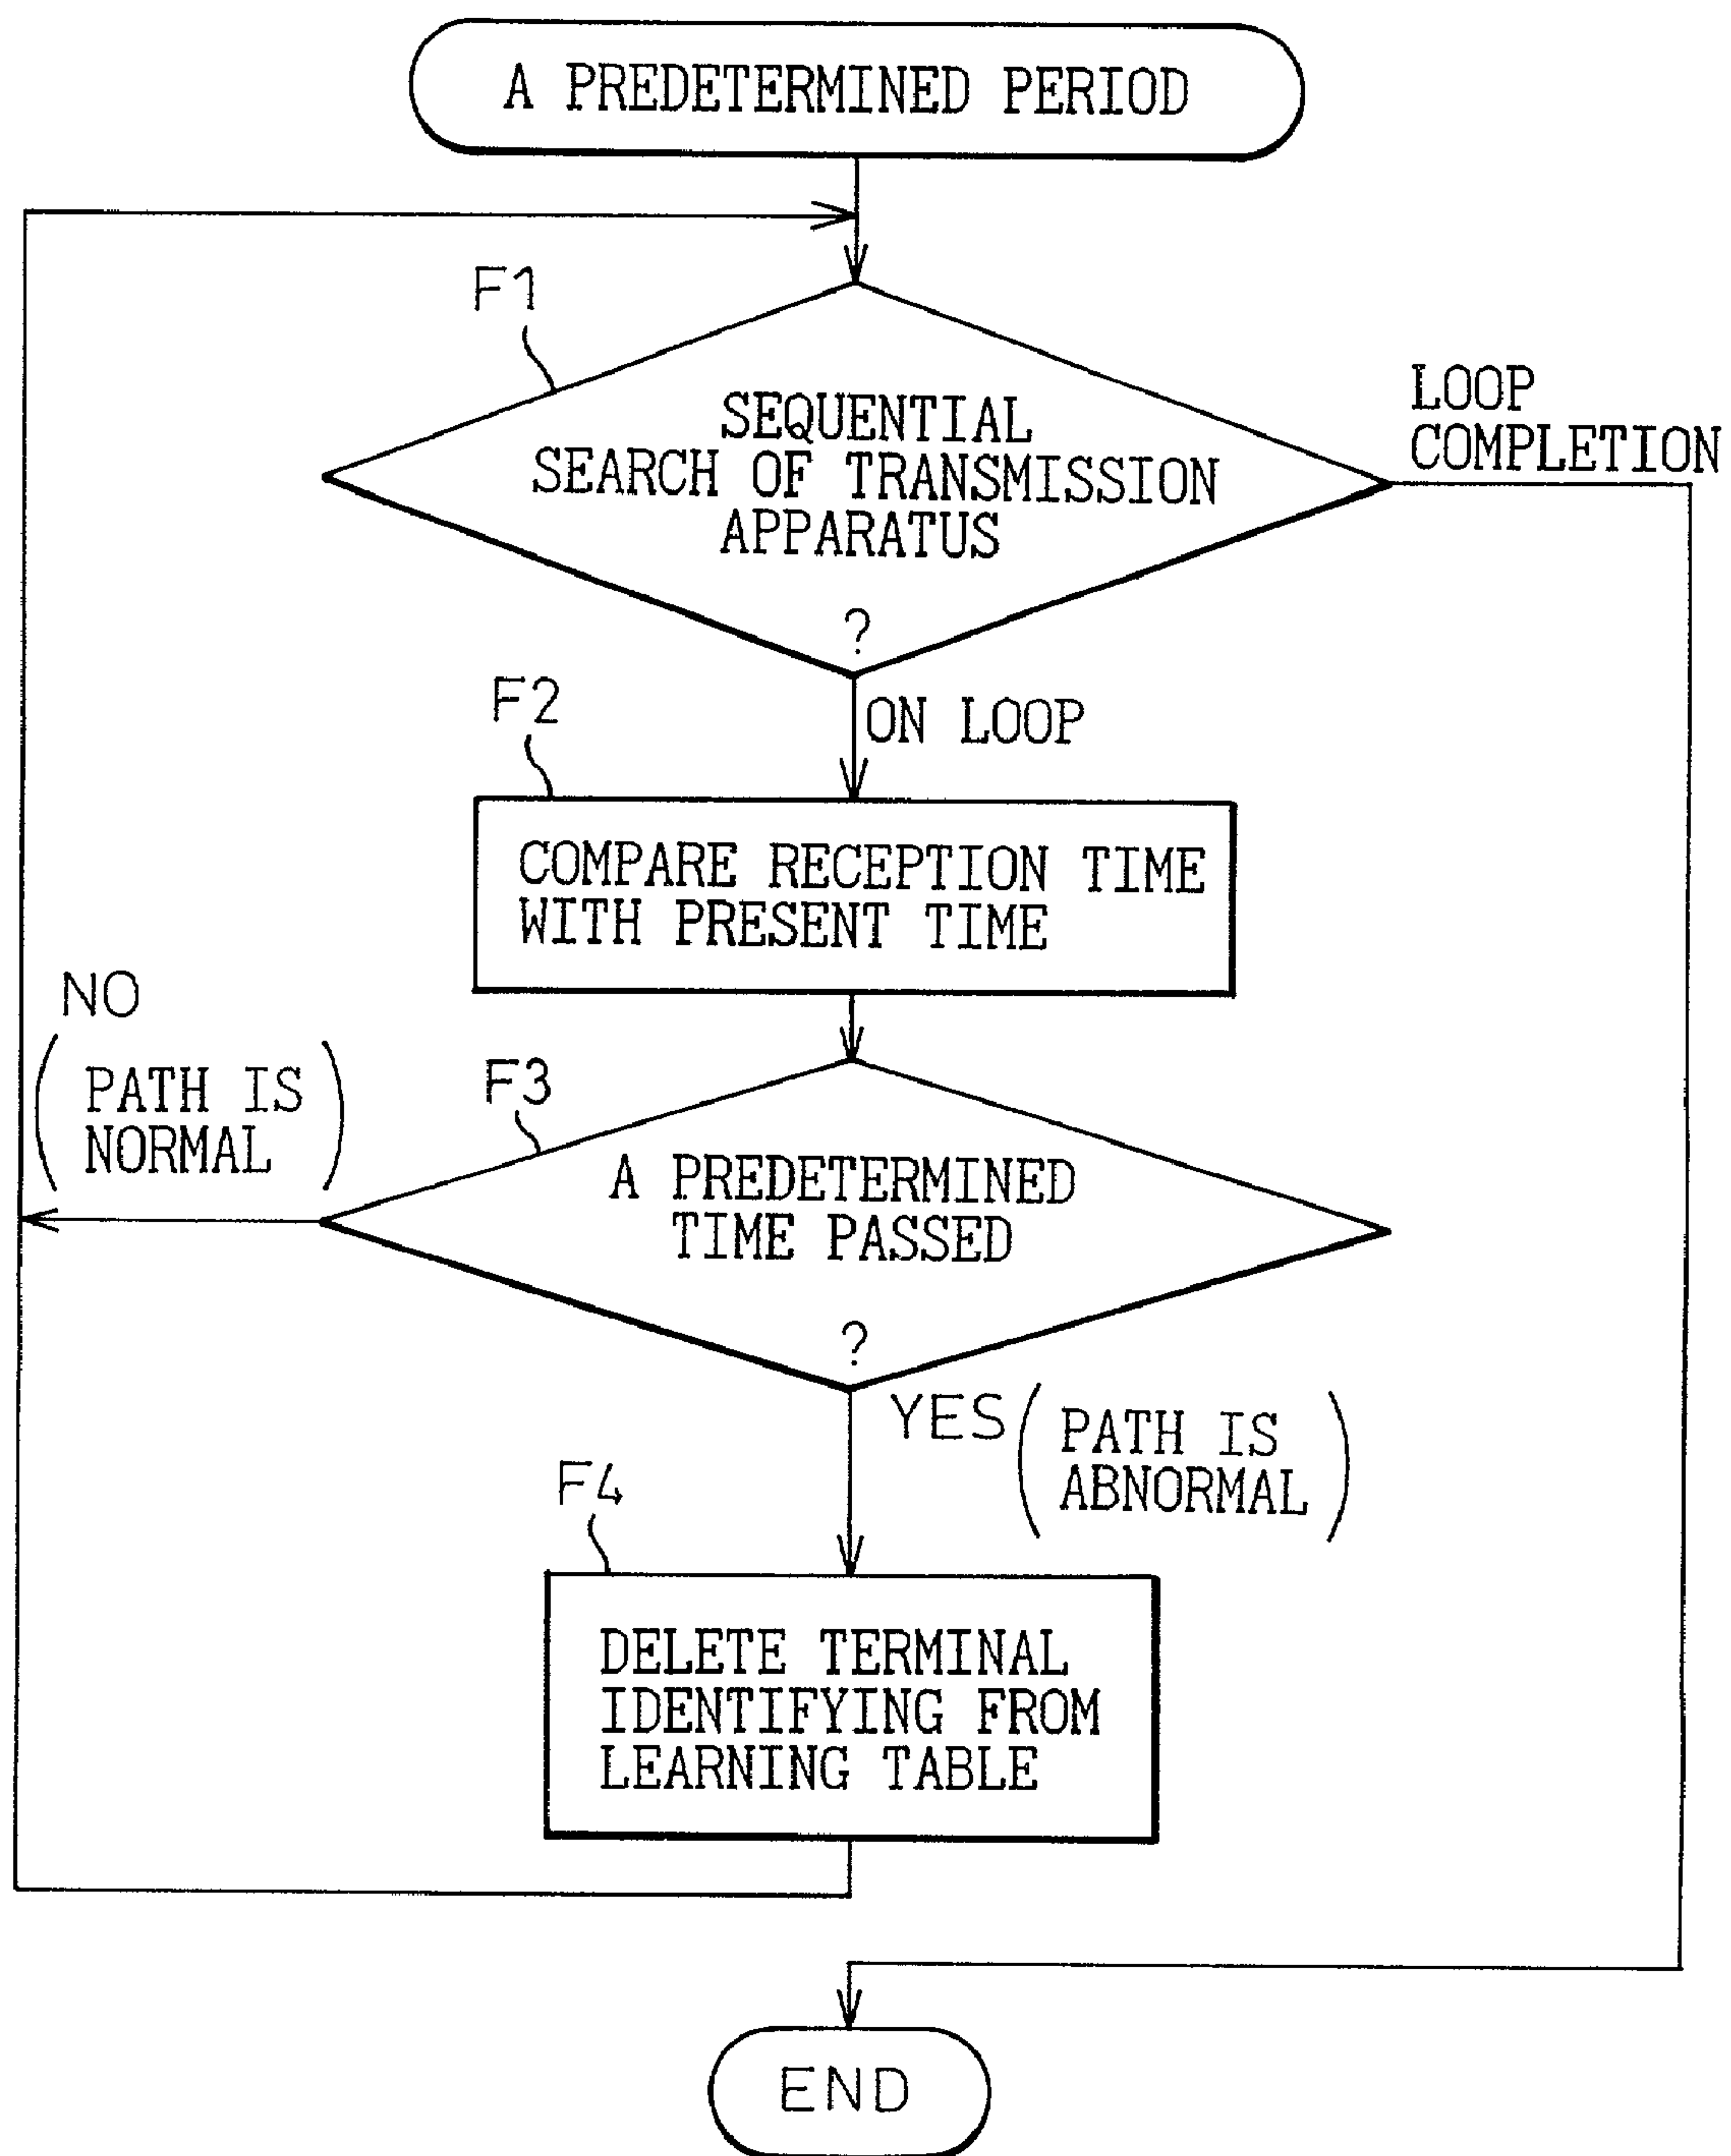 A PREDETERMINED PERIOD
F1
SEQUENTIAL
SEARCH OF TRANSMISSION
APPARATUS
?
LOOP
COMPLETION
ON LOOP
F2
COMPARE RECEPTION TIME
WITH PRESENT TIME
NO
(PATH IS
NORMAL)
F3
A PREDETERMINED
TIME PASSED
?
YES (PATH IS
ABNORMAL)
F4
DELETE TERMINAL
IDENTIFYING FROM
LEARNING TABLE
END